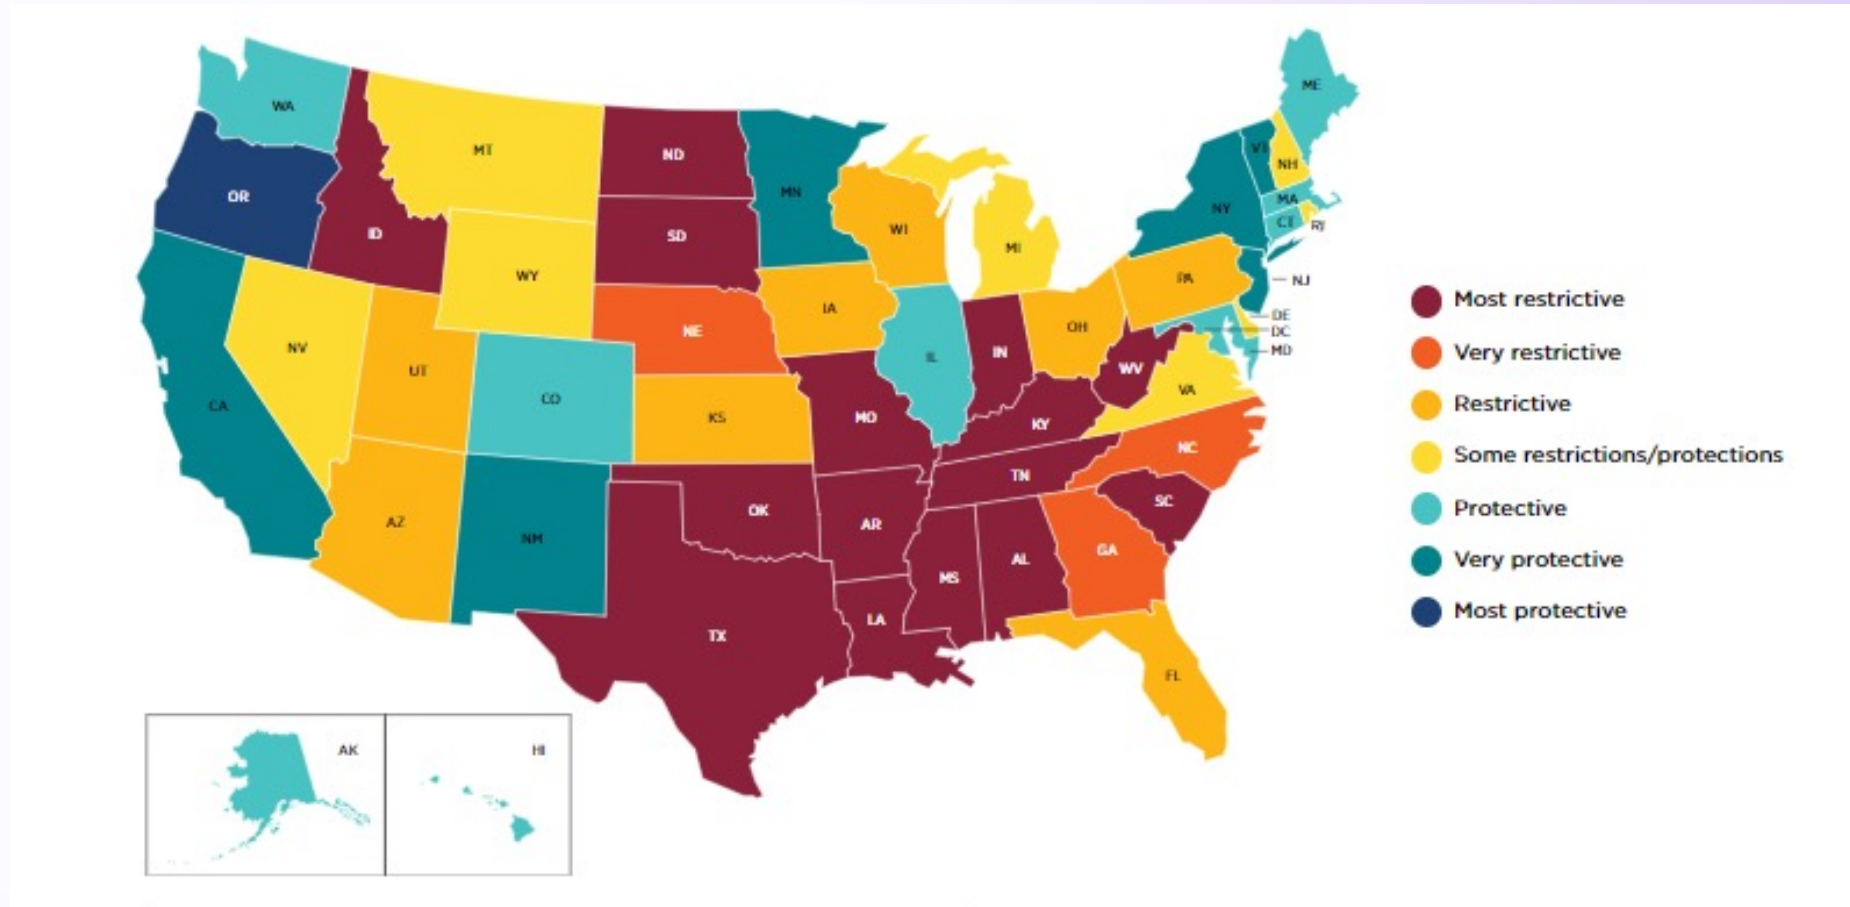 WA
MT
ND
MN
ME
VT
NH
OR
ID
SD
WI
MI
NY
MA
CT
RI
WY
NE
IA
PA
NJ
NV
UT
CO
KS
IL
IN
OH
DE
DC
MD
WV
VA
CA
MO
KY
NC
AZ
NM
OK
AR
TN
SC
TX
LA
MS
AL
GA
FL
AK
HI
Most restrictive
Very restrictive
Restrictive
Some restrictions/protections
Protective
Very protective
Most protective